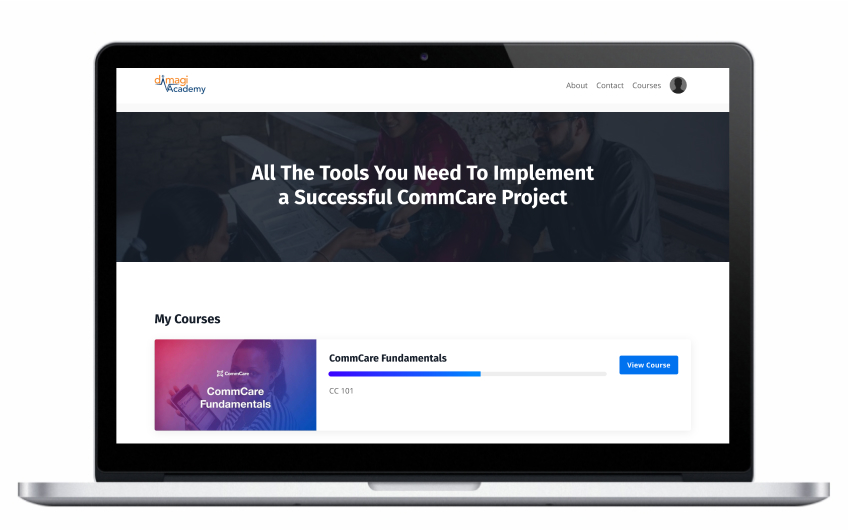 dimagi
Academy
About Contact Courses
All The Tools You Need To Implement
a Successful CommCare Project
My Courses
CommCare
CommCare
Fundamentals
CommCare Fundamentals
CC 101
View Course